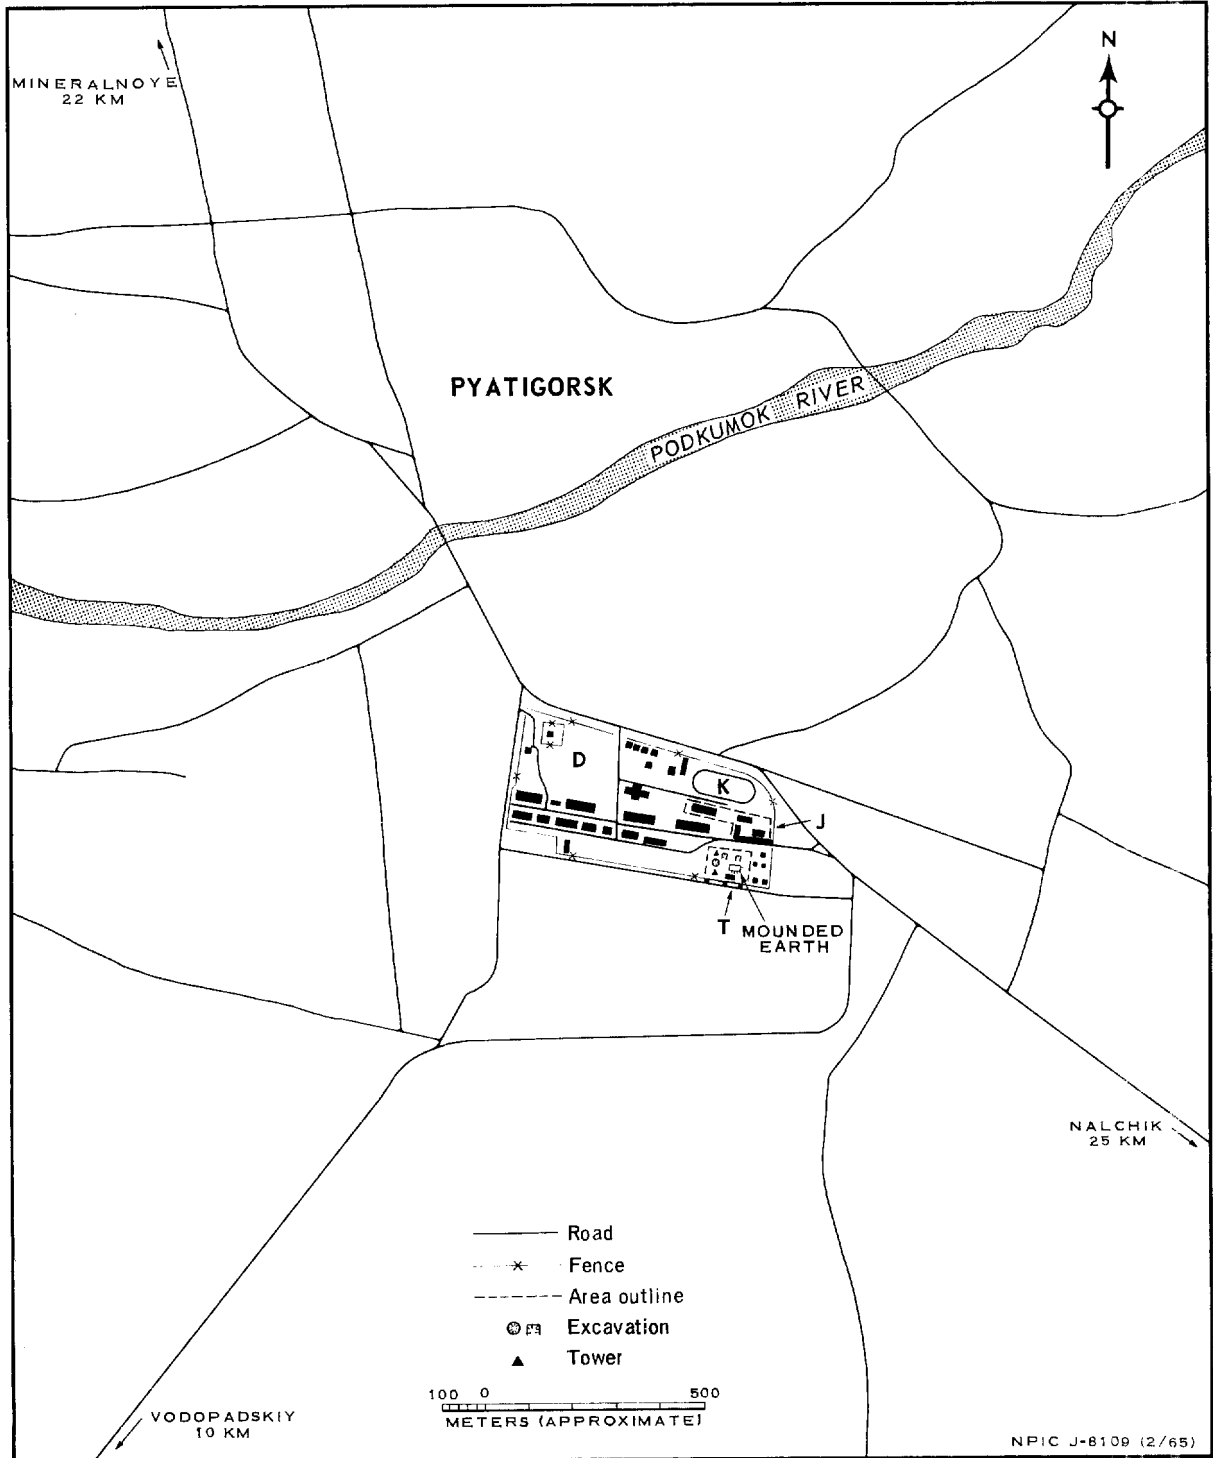 MINERALNOYE
22 KM
N
PYATIGORSK
PODKUMOK RIVER
D
K
J
T
MOUNDED
EARTH
NALCHIK
25 KM
Road
Fence
Area outline
Excavation
Tower
100 0 500
METERS (APPROXIMATE)
VODOPADSKIY
10 KM
NPIC J-8109 (2/65)